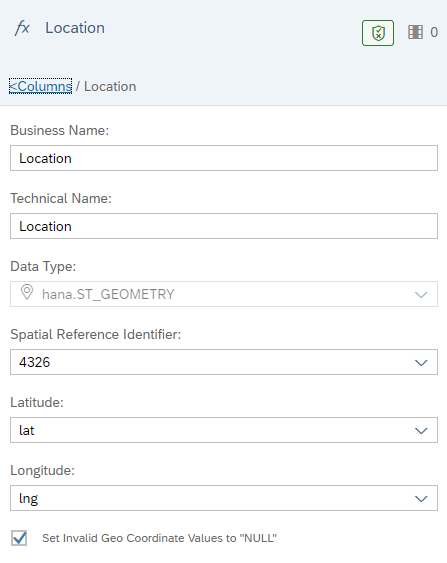 fx Location
0
<Columns / Location
Business Name:
Location
Technical Name:
Location
Data Type:
hana.ST_GEOMETRY
Spatial Reference Identifier:
4326
Latitude:
lat
Longitude:
lng
Set Invalid Geo Coordinate Values to "NULL"